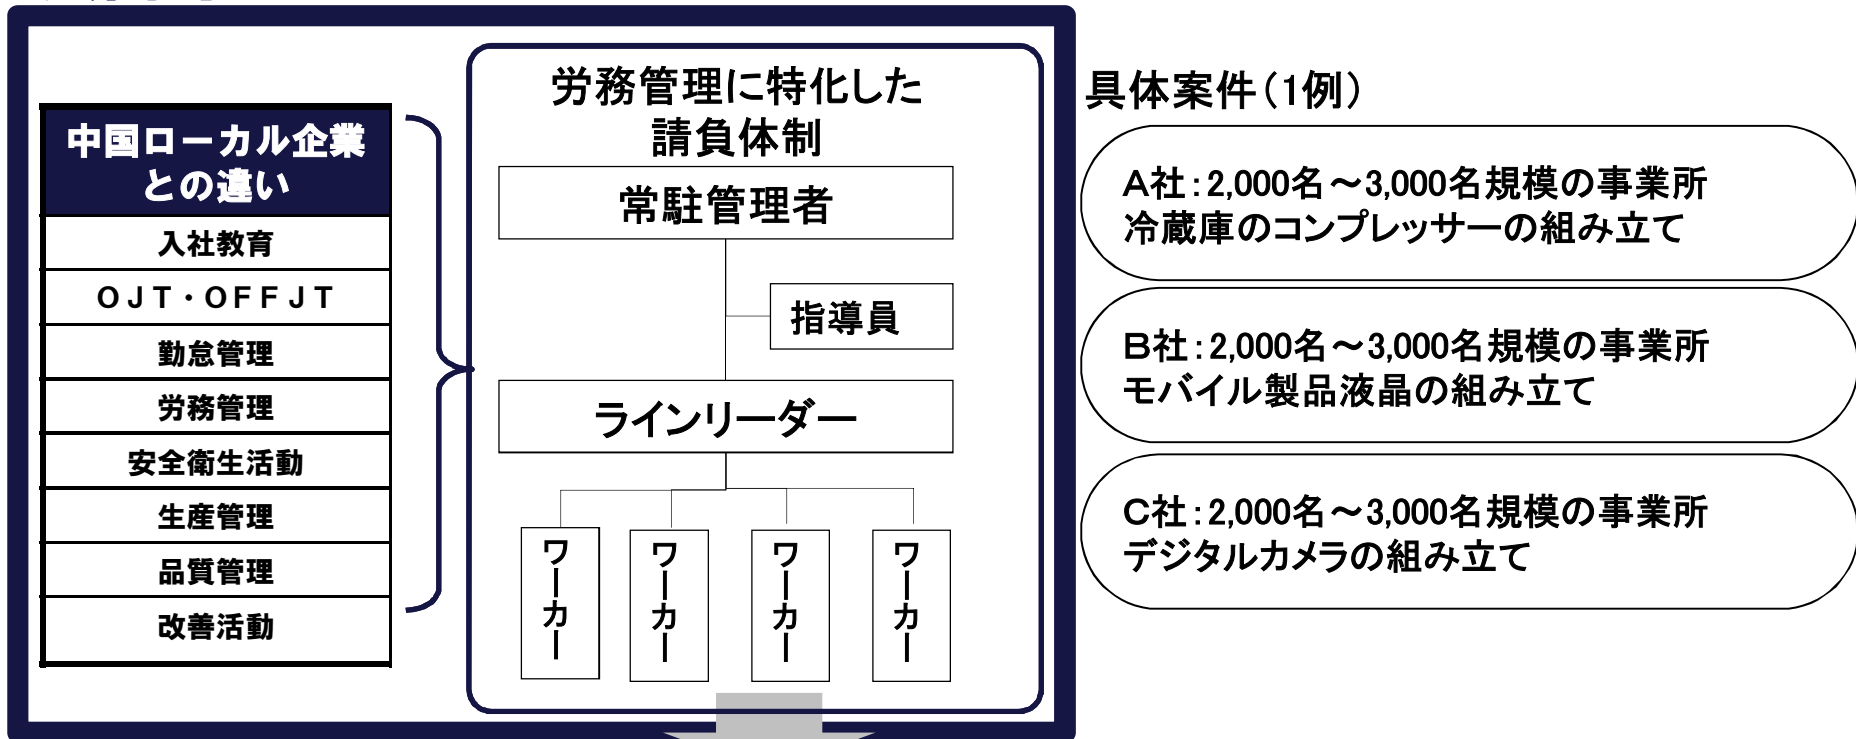 中国ローカル企業
との違い
入社教育
ＯＪＴ・ＯＦＦＪＴ
勤怠管理
労務管理
安全衛生活動
生産管理
品質管理
改善活動
労務管理に特化した
請負体制
常駐管理者
指導員
ラインリーダー
ワーカー
ワーカー
ワーカー
ワーカー
具体案件（1例）
Ａ社：2,000名～3,000名規模の事業所
冷蔵庫のコンプレッサーの組み立て
Ｂ社：2,000名～3,000名規模の事業所
モバイル製品液晶の組み立て
Ｃ社：2,000名～3,000名規模の事業所
デジタルカメラの組み立て